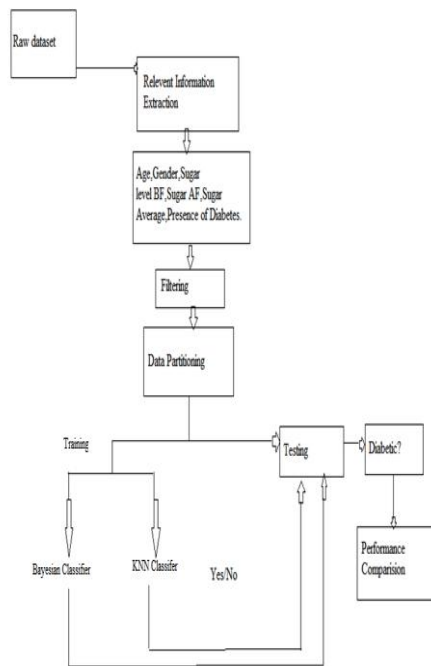 Raw dataset
Relevent Information
Extraction
Age,Gender,Sugar
level BF,Sugar AF,Sugar
Average,Presence of Diabetes.
Filtering
Data Partitioning
Training
Testing
Diabetic?
Bayesian Classifier
KNN Classifer
Yes/No
Performance
Comparision